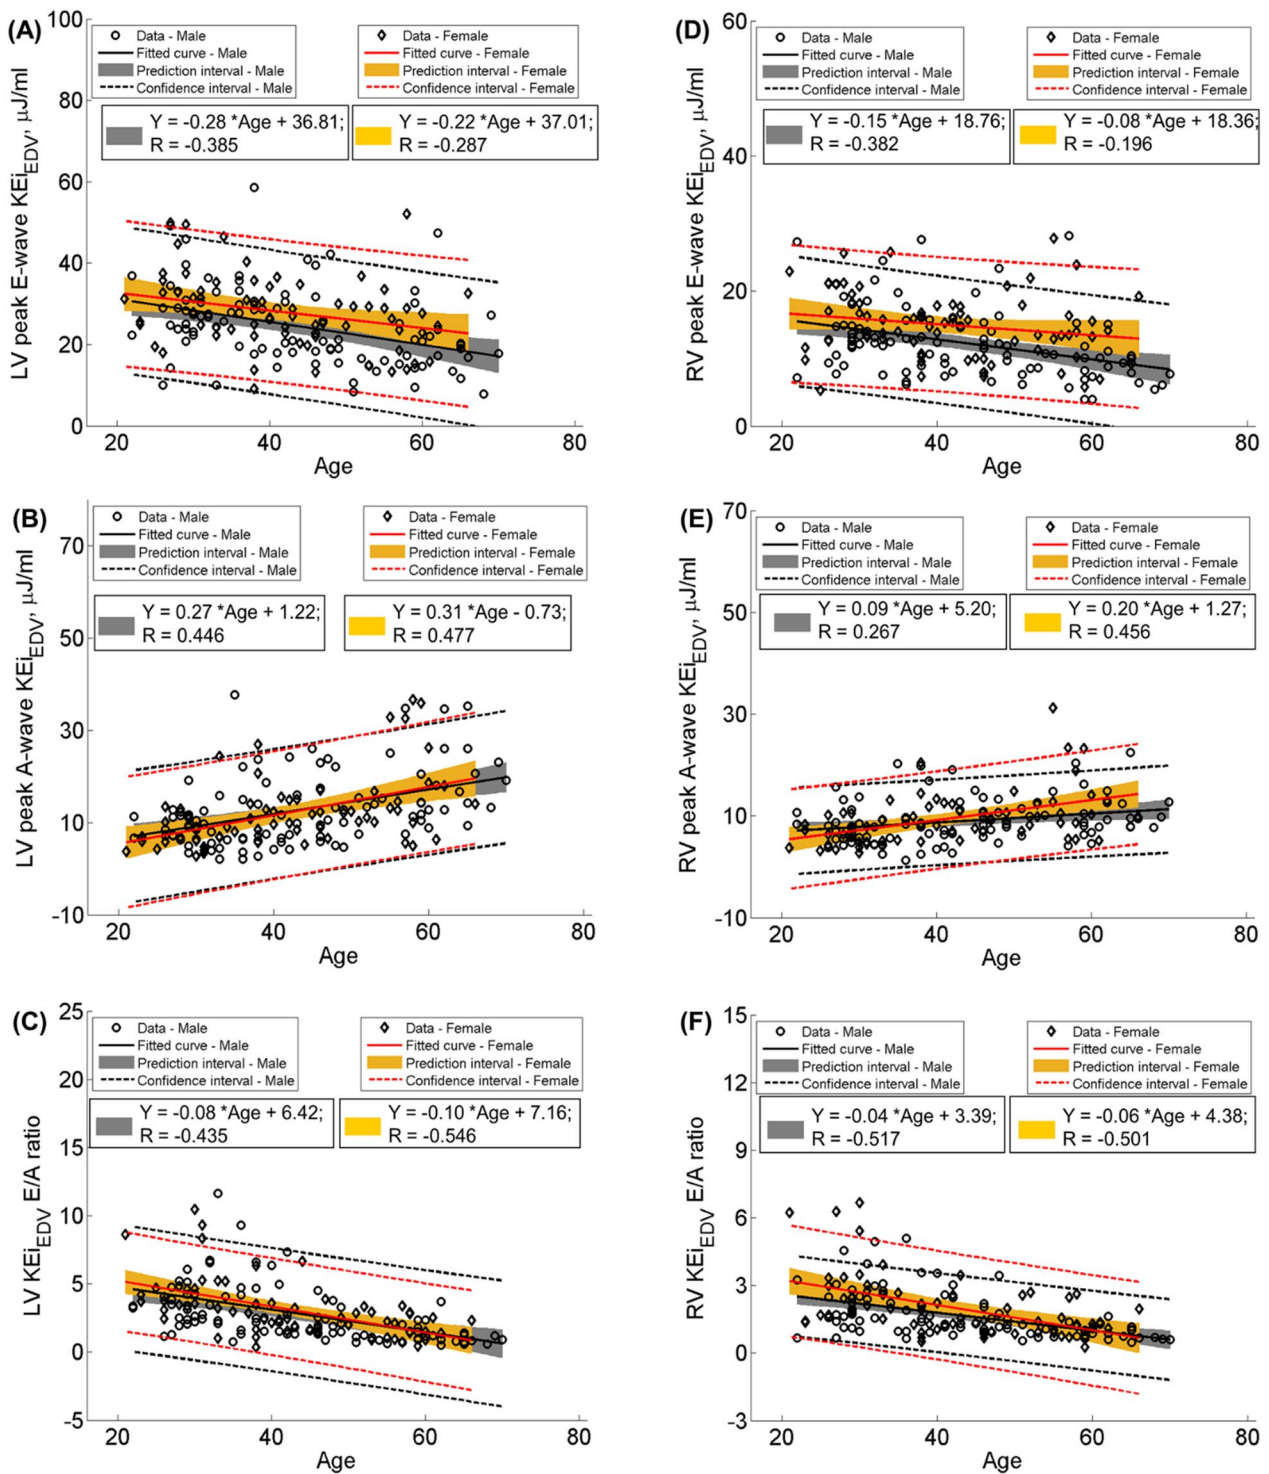 (A)
100
80
60
40
20
0
20
40
60
80
Age
LV peak E-wave KEiEDV, μJ/ml
Data - Male
Fitted curve - Male
Prediction interval - Male
Confidence interval - Male
Data - Female
Fitted curve - Female
Prediction interval - Female
Confidence interval - Female
Y = -0.28 *Age + 36.81;
R = -0.385
Y = -0.22 *Age + 37.01;
R = -0.287
(D)
60
40
20
0
20
40
60
80
Age
RV peak E-wave KEiEDV, μJ/ml
Data - Male
Fitted curve - Male
Prediction interval - Male
Confidence interval - Male
Data - Female
Fitted curve - Female
Prediction interval - Female
Confidence interval - Female
Y = -0.15 *Age + 18.76;
R = -0.382
Y = -0.08 *Age + 18.36;
R = -0.196
(B)
70
50
30
10
-10
20
40
60
80
Age
LV peak A-wave KEiEDV, μJ/ml
Data - Male
Fitted curve - Male
Prediction interval - Male
Confidence interval - Male
Data - Female
Fitted curve - Female
Prediction interval - Female
Confidence interval - Female
Y = 0.27 *Age + 1.22;
R = 0.446
Y = 0.31 *Age - 0.73;
R = 0.477
(E)
70
50
30
10
-10
20
40
60
80
Age
RV peak A-wave KEiEDV, μJ/ml
Data - Male
Fitted curve - Male
Prediction interval - Male
Confidence interval - Male
Data - Female
Fitted curve - Female
Prediction interval - Female
Confidence interval - Female
Y = 0.09 *Age + 5.20;
R = 0.267
Y = 0.20 *Age + 1.27;
R = 0.456
(C)
25
20
15
10
5
0
-5
20
40
60
80
Age
LV KEiEDV E/A ratio
Data - Male
Fitted curve - Male
Prediction interval - Male
Confidence interval - Male
Data - Female
Fitted curve - Female
Prediction interval - Female
Confidence interval - Female
Y = -0.08 *Age + 6.42;
R = -0.435
Y = -0.10 *Age + 7.16;
R = -0.546
(F)
15
12
9
6
3
0
-3
20
40
60
80
Age
RV KEiEDV E/A ratio
Data - Male
Fitted curve - Male
Prediction interval - Male
Confidence interval - Male
Data - Female
Fitted curve - Female
Prediction interval - Female
Confidence interval - Female
Y = -0.04 *Age + 3.39;
R = -0.517
Y = -0.06 *Age + 4.38;
R = -0.501